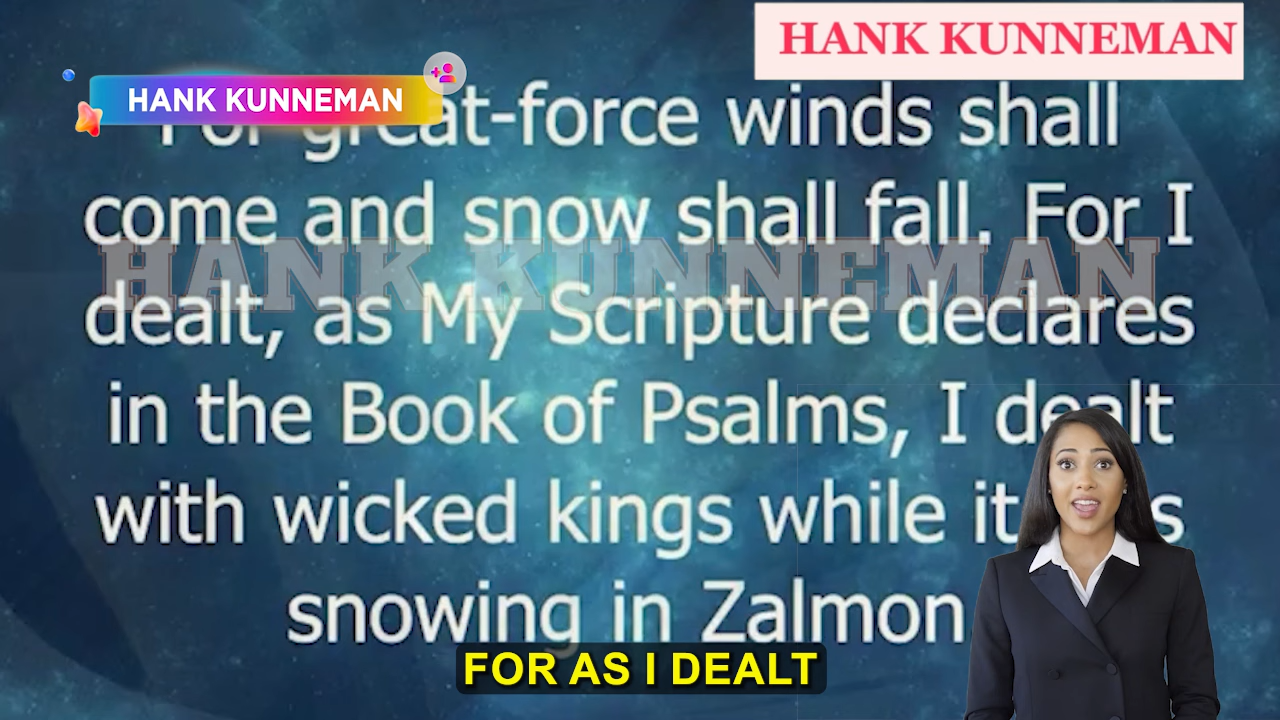 HANK KUNNEMAN
HANK KUNNEMAN
For great-force winds shall
come and snow shall fall. For I
HANK KUNNEMAN
dealt, as My Scripture declares
in the Book of Psalms, I dealt
with wicked kings while it
snowing in Zalmon
FOR AS I DEALT